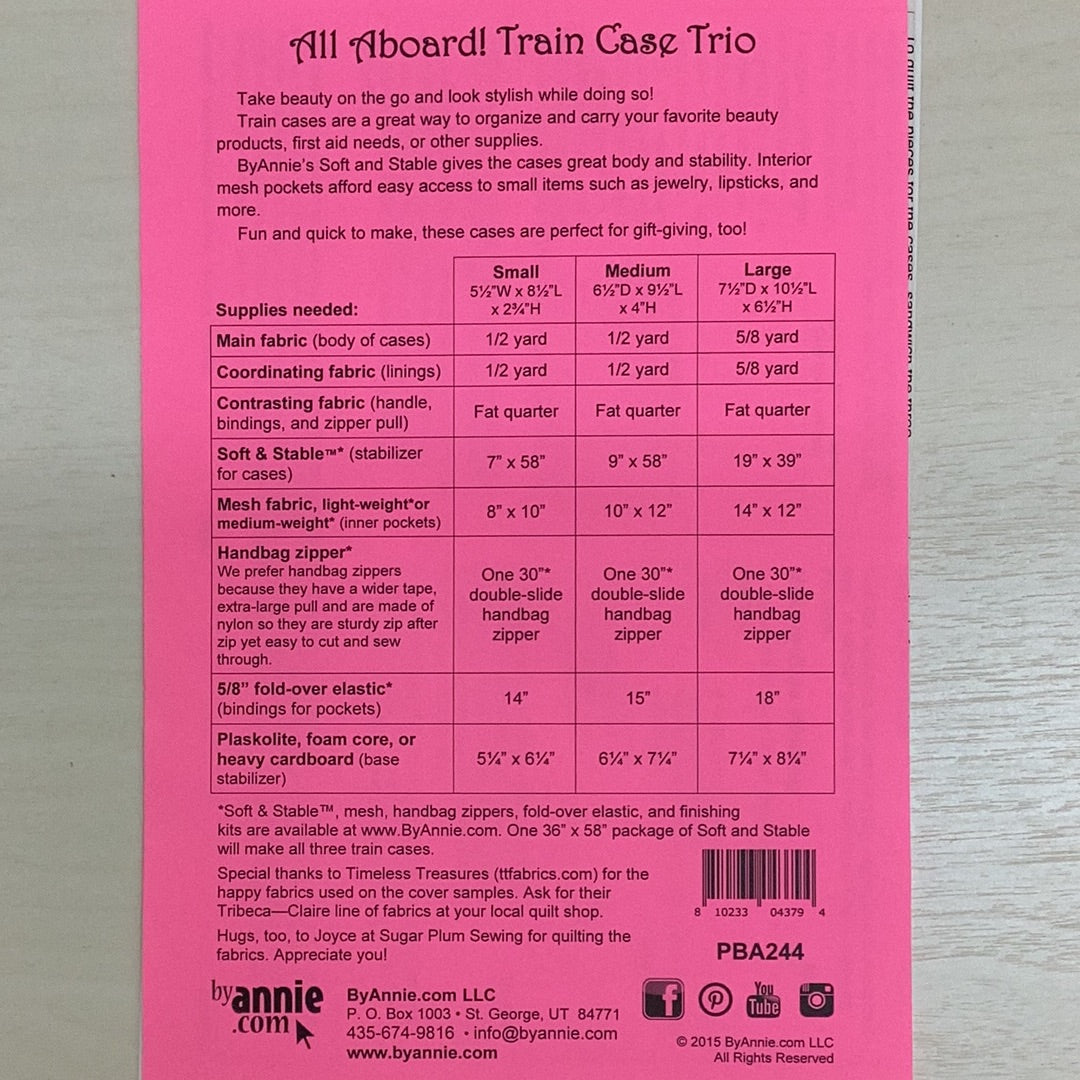 All Aboard! Train Case Trio
Take beauty on the go and look stylish while doing so!
Train cases are a great way to organize and carry your favorite beauty
products, first aid needs, or other supplies.
ByAnnie's Soft and Stable gives the cases great body and stability. Interior
mesh pockets afford easy access to small items such as jewelry, lipsticks, and
more.
Fun and quick to make, these cases are perfect for gift-giving, too!
Supplies needed:
Small
5½"W x 8½"L
x 2¾"H
Medium
6½"D x 9½"L
x 4"H
Large
7½"D x 10½"L
x 6½"H
Main fabric (body of cases)
1/2 yard
1/2 yard
5/8 yard
Coordinating fabric (linings)
1/2 yard
1/2 yard
5/8 yard
Contrasting fabric (handle,
bindings, and zipper pull)
Fat quarter
Fat quarter
Fat quarter
Soft & Stable™* (stabilizer
for cases)
7" x 58"
9" x 58"
19" x 39"
Mesh fabric, light-weight*or
medium-weight* (inner pockets)
8" x 10"
10" x 12"
14" x 12"
Handbag zipper*
We prefer handbag zippers
because they have a wider tape,
extra-large pull and are made of
nylon so they are sturdy zip after
zip yet easy to cut and sew
through.
One 30"*
double-slide
handbag
zipper
One 30"*
double-slide
handbag
zipper
One 30"*
double-slide
handbag
zipper
5/8" fold-over elastic*
(bindings for pockets)
14"
15"
18"
Plaskolite, foam core, or
heavy cardboard (base
stabilizer)
5¼" x 6¼"
6¼" x 7¼"
7¼" x 8¼"
*Soft & Stable™, mesh, handbag zippers, fold-over elastic, and finishing
kits are available at www.ByAnnie.com. One 36" x 58" package of Soft and Stable
will make all three train cases.
Special thanks to Timeless Treasures (ttfabrics.com) for the
happy fabrics used on the cover samples. Ask for their
Tribeca—Claire line of fabrics at your local quilt shop.
Hugs, too, to Joyce at Sugar Plum Sewing for quilting the
fabrics. Appreciate you!
8 10233 04379 4
PBA244
by annie
.com
ByAnnie.com LLC
P. O. Box 1003 • St. George, UT 84771
435-674-9816 • info@byannie.com
www.byannie.com
You
Tube
© 2015 ByAnnie.com LLC
All Rights Reserved